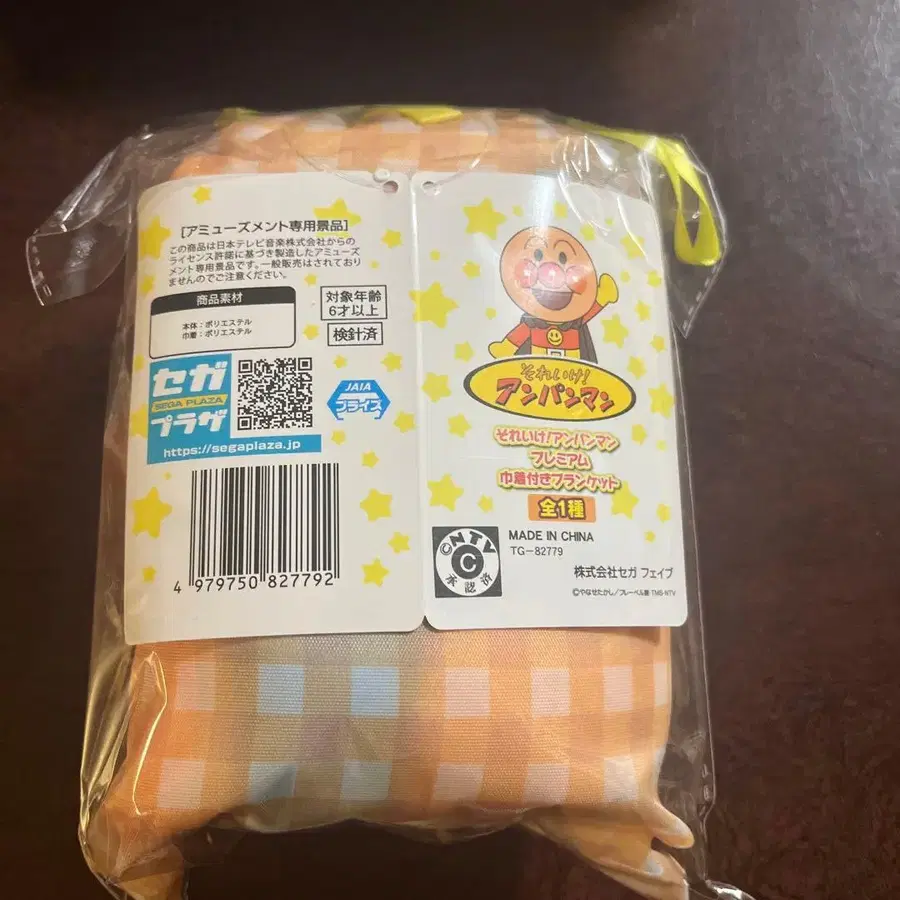 [アミューズメント専用景品]
この商品は日本テレビ音楽株式会社からの
ライセンス許諾に基づき製造したアミューズ
メント専用景品です。一般販売はされており
ませんのでご注意ください。
商品素材
本体:ポリエステル
巾着:ポリエステル
対象年齢
6才以上
検針済
セガ
SEGA PLAZA
プラザ
https://segaplaza.jp
JAIA
プライズ
4 979750 827792
それいけ!
アンパンマン
それいけ!アンパンマン
プレミアム
巾着付きブランケット
全1種
©NTV
C
承認済
MADE IN CHINA
TG-82779
株式会社セガ フェイブ
©やなせたかし/フレーベル館・TMS・NTV